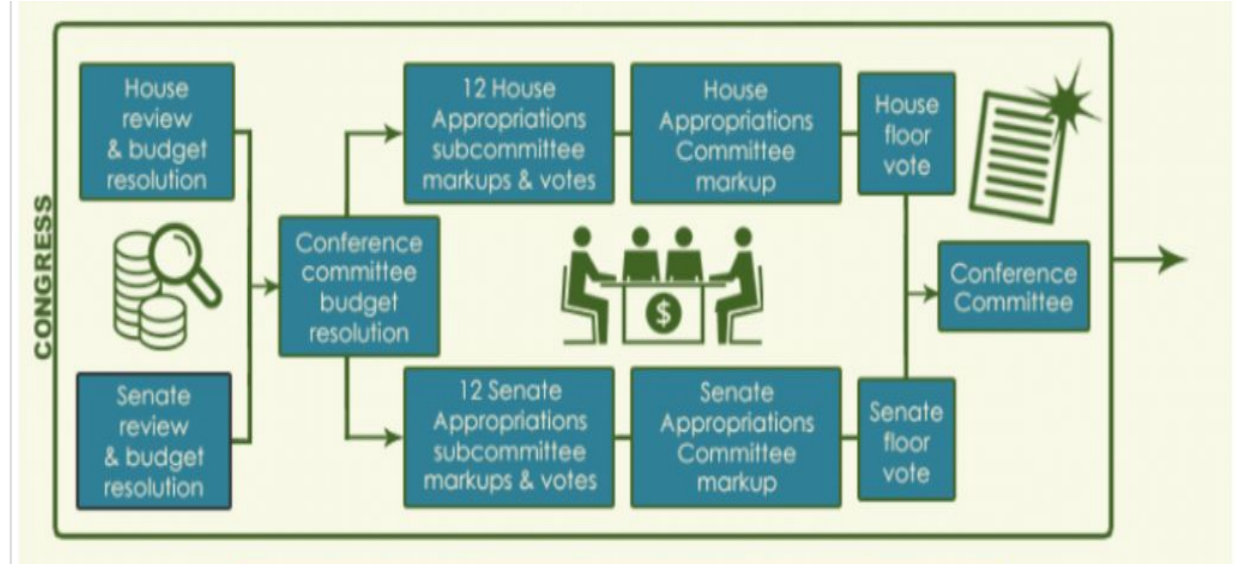 CONGRESS
House
review
& budget
resolution
Senate
review
& budget
resolution
Conference
committee
budget
resolution
12 House
Appropriations
subcommittee
markups & votes
House
Appropriations
Committee
markup
House
floor
vote
$
12 Senate
Appropriations
subcommittee
markups & votes
Senate
Appropriations
Committee
markup
Senate
floor
vote
Conference
Committee